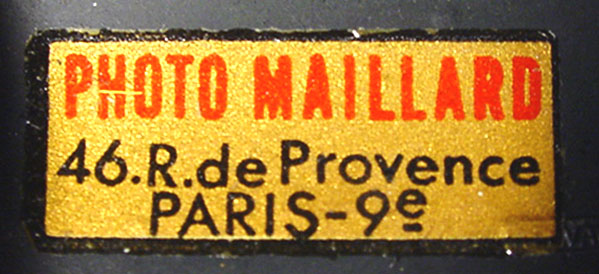 PHOTO MAILLARD
46.R.de Provence
PARIS-9e